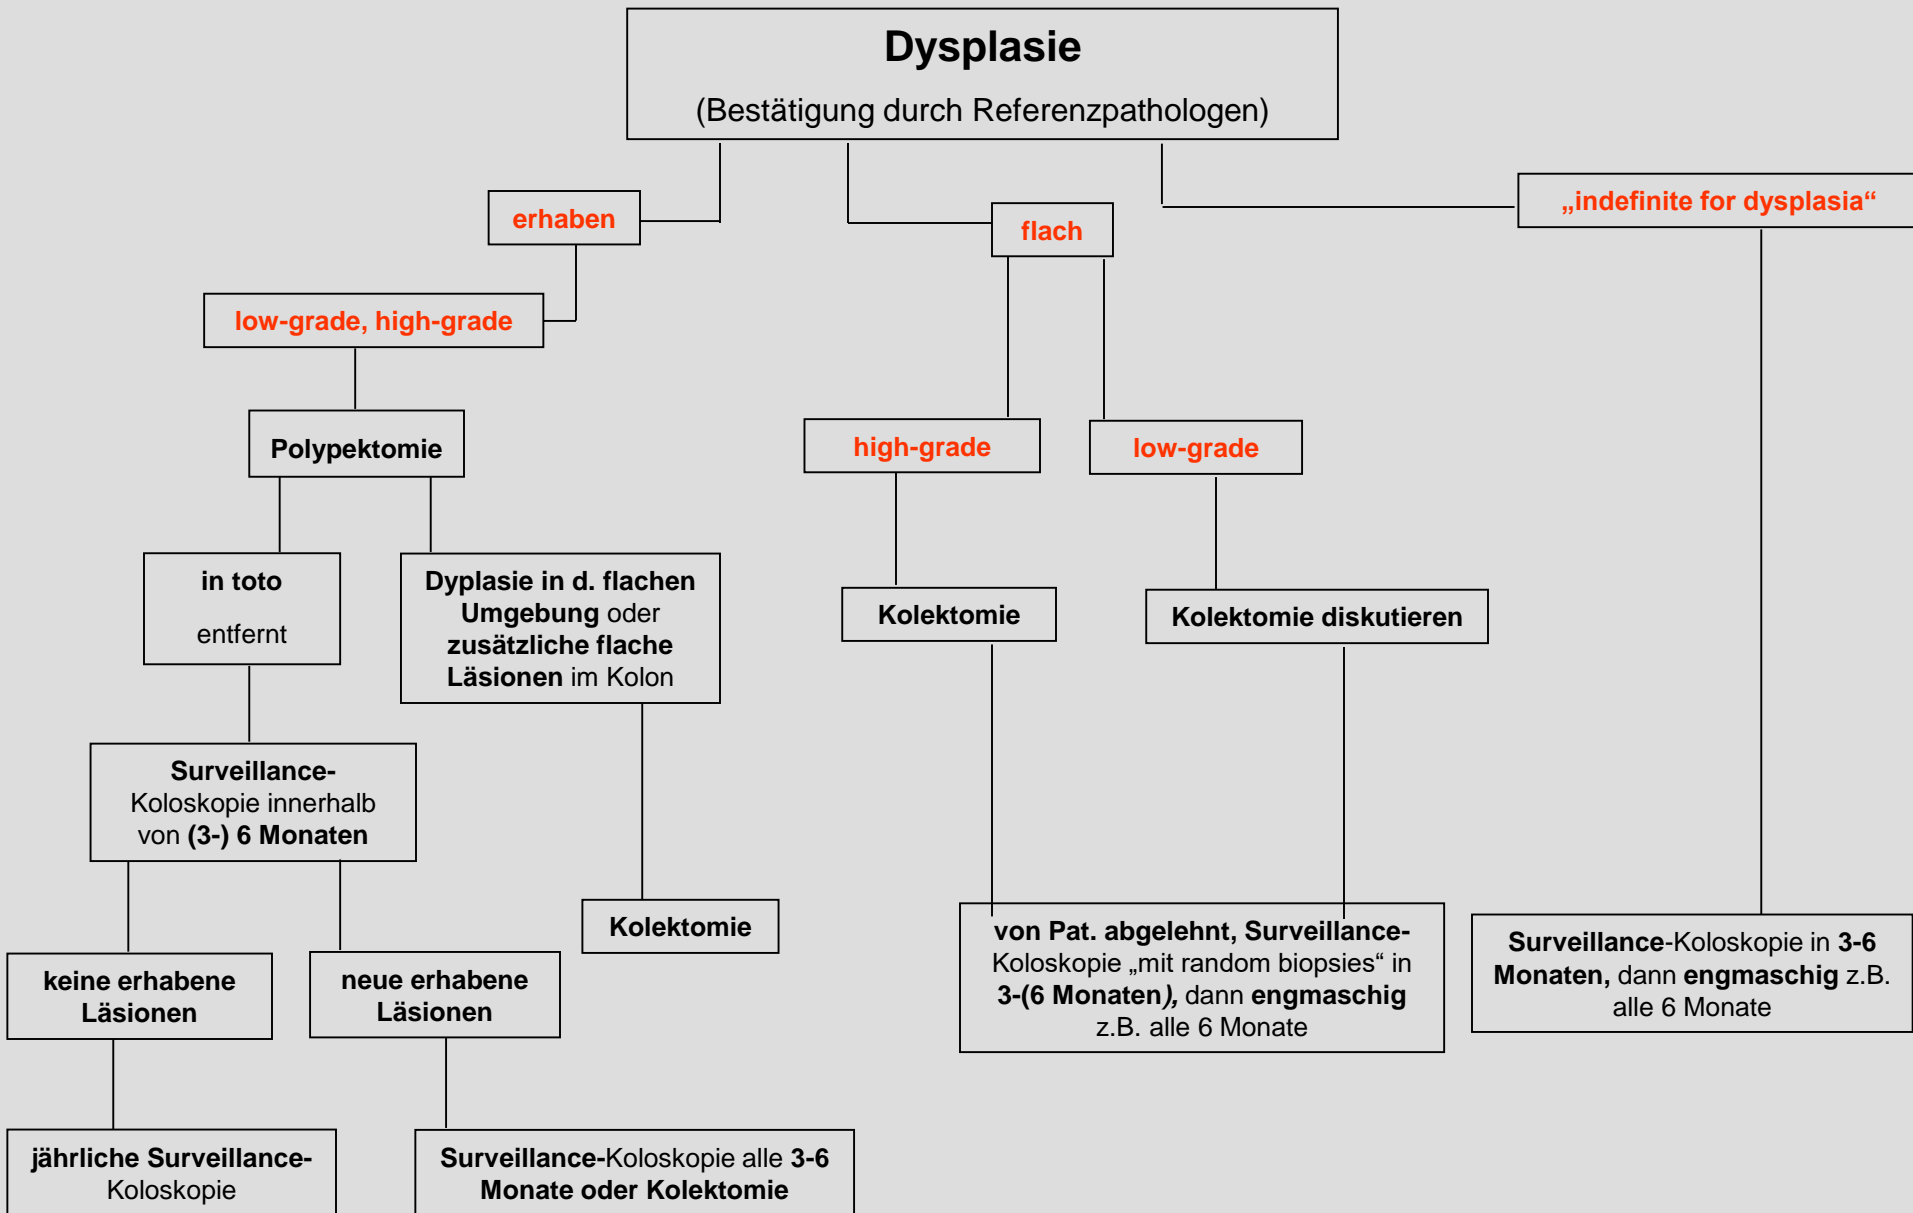 Dysplasie
(Bestätigung durch Referenzpathologen)
erhaben
flach
„indefinite for dysplasia“
low-grade, high-grade
Polypektomie
high-grade
low-grade
in toto
entfernt
Dyplasie in d. flachen
Umgebung oder
zusätzliche flache
Läsionen im Kolon
Kolektomie
Kolektomie diskutieren
Surveillance-
Koloskopie innerhalb
von (3-) 6 Monaten
Kolektomie
keine erhabene
Läsionen
neue erhabene
Läsionen
von Pat. abgelehnt, Surveillance-
Koloskopie „mit random biopsies“ in
3-(6 Monaten), dann engmaschig
z.B. alle 6 Monate
Surveillance-Koloskopie in 3-6
Monaten, dann engmaschig z.B.
alle 6 Monate
jährliche Surveillance-
Koloskopie
Surveillance-Koloskopie alle 3-6
Monate oder Kolektomie